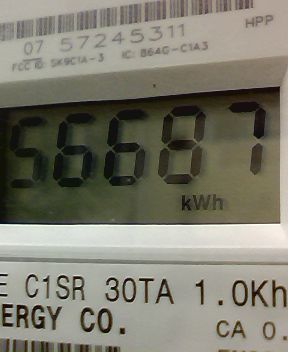 HPP
07 57245311
FCC ID: SK9C1A-3 IC: 864G-C1A3
56687
kWh
E C1SR 30TA 1.0Kh
ERGY CO.
CA 0.